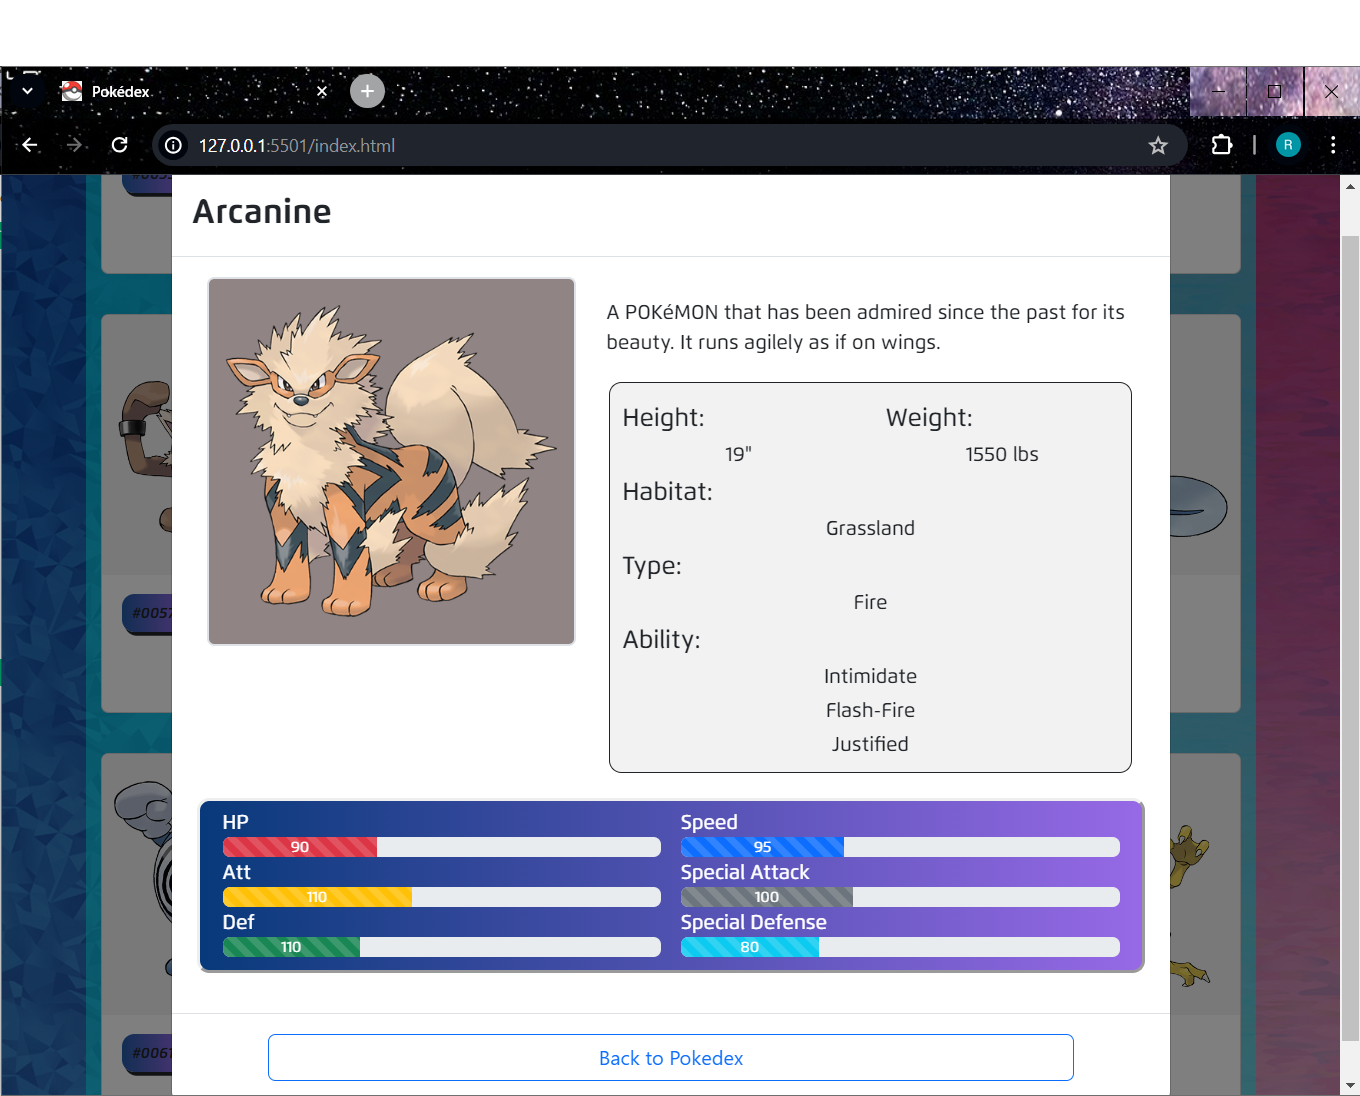 Pokédex
127.0.0.1:5501/index.html
R
Arcanine
A POKéMON that has been admired since the past for its
beauty. It runs agilely as if on wings.
Height: Weight:
19" 1550 lbs
Habitat:
Grassland
Type:
Fire
Ability:
Intimidate
Flash-Fire
Justified
#0057
HP Speed
90 95
Att Special Attack
110 100
Def Special Defense
110 80
#0061
Back to Pokedex